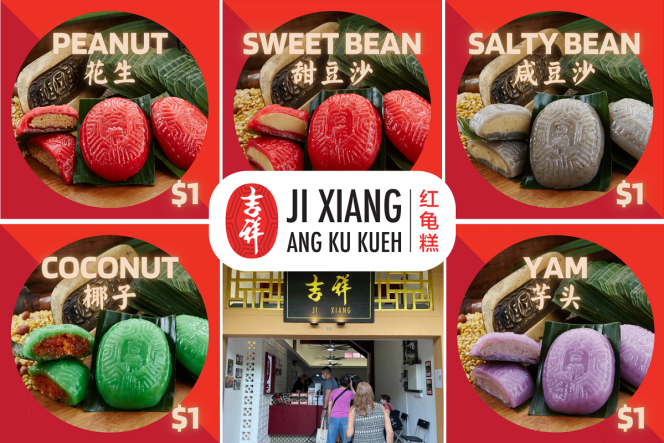 PEANUT
花生
$1
SWEET BEAN
甜豆沙
SALTY BEAN
咸豆沙
$1
吉祥
JI XIANG
ANG KU KUEH
红龟糕
COCONUT
椰子
$1
吉祥
JI XIANG
YAM
芋头
$1